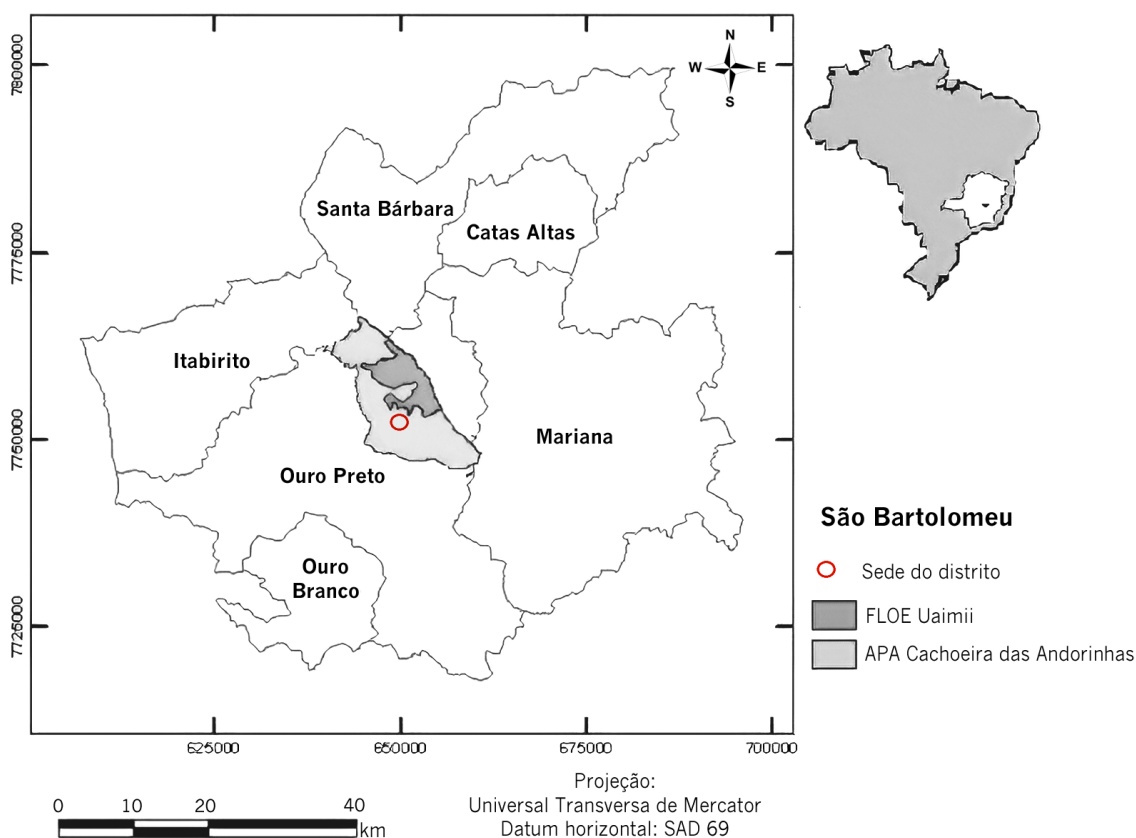 N
W E
S
7800000
7775000
7750000
7725000
Santa Bárbara
Catas Altas
Itabirito
Mariana
Ouro Preto
Ouro
Branco
625000 650000 675000 700000
São Bartolomeu
Sede do distrito
FLOE Uaimii
APA Cachoeira das Andorinhas
0 10 20 40
km
Projeção:
Universal Transversa de Mercator
Datum horizontal: SAD 69